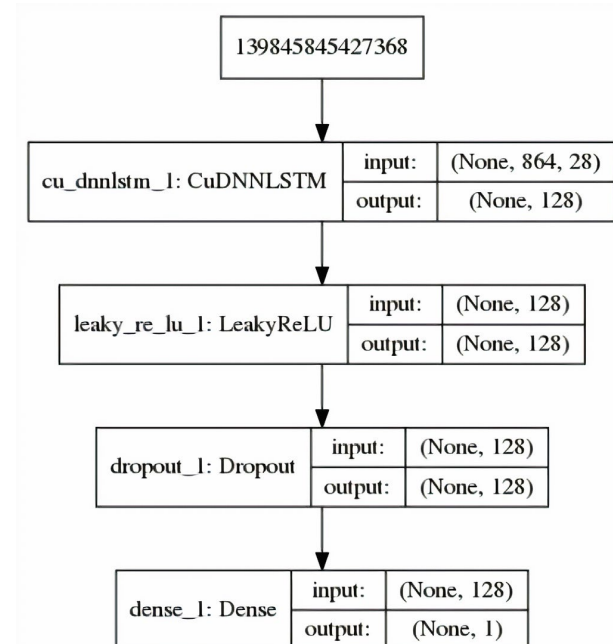 139845845427368
cu_dnnlstm_1: CuDNNLSTM
input: (None, 864, 28)
output: (None, 128)
leaky_re_lu_1: LeakyReLU
input: (None, 128)
output: (None, 128)
dropout_1: Dropout
input: (None, 128)
output: (None, 128)
dense_1: Dense
input: (None, 128)
output: (None, 1)